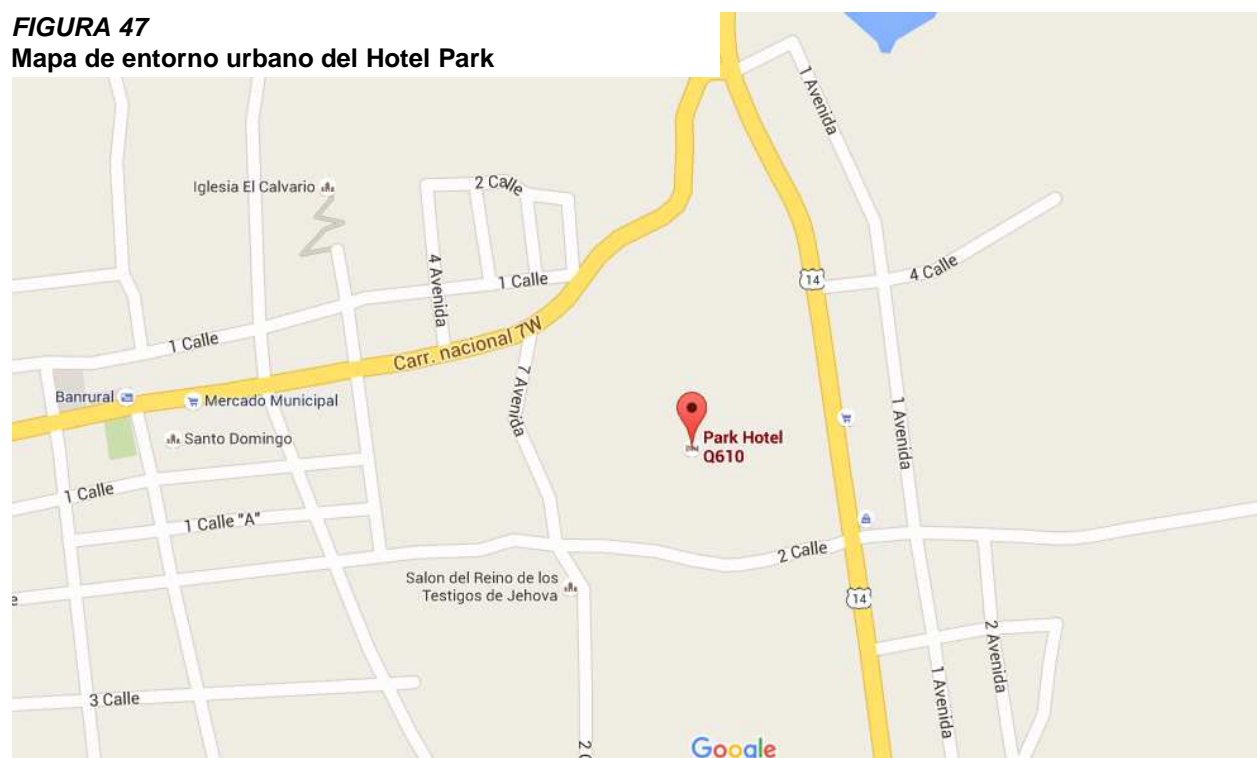 FIGURA 47
Mapa de entorno urbano del Hotel Park
1 Avenida
Iglesia El Calvario
2 Calle
4 Avenida
1 Calle
14
4 Calle
1 Calle
Carr. nacional 7W
Banrural
Mercado Municipal
7 Avenida
1 Avenida
Santo Domingo
Park Hotel
Q610
1 Calle
1 Calle "A"
2 Calle
Salon del Reino de los
Testigos de Jehova
14
2 Avenida
1 Avenida
3 Calle
Google